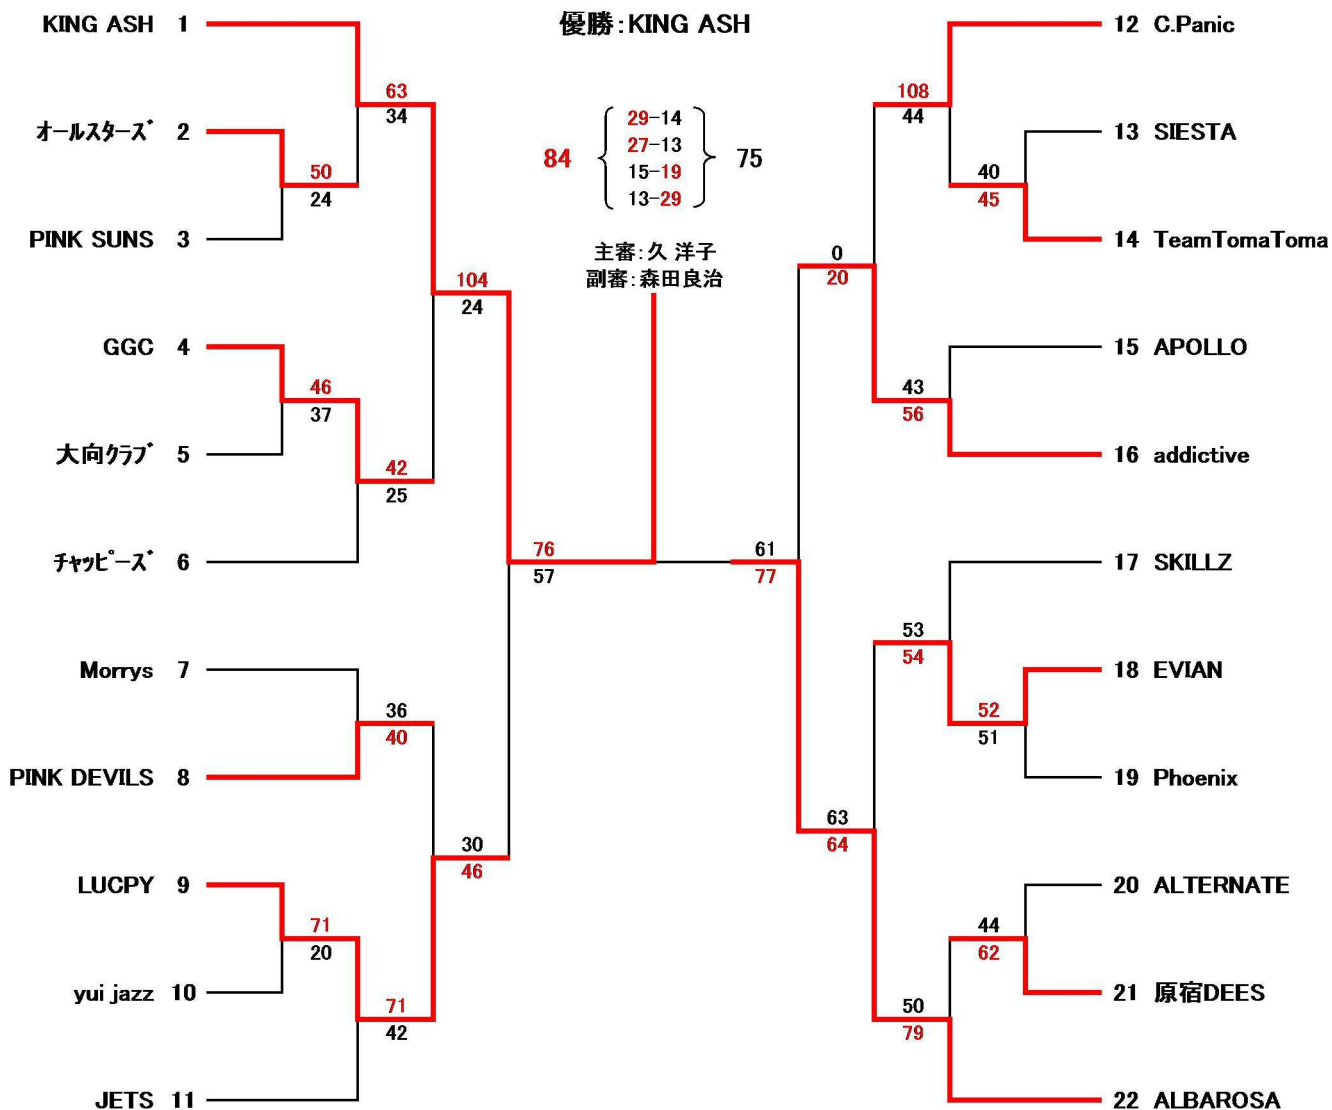 優勝:KING ASH
KING ASH 1
オールスターズ 2
PINK SUNS 3
GGC 4
大向クラブ 5
チャッピーズ 6
Morrys 7
PINK DEVILS 8
LUCPY 9
yui jazz 10
JETS 11
63
34
50
24
104
24
46
37
42
25
76
57
36
40
30
46
71
20
71
42
84
29-14
27-13
15-19
13-29
75
主審:久 洋子
副審:森田良治
12 C.Panic
13 SIESTA
14 TeamTomaToma
15 APOLLO
16 addictive
17 SKILLZ
18 EVIAN
19 Phoenix
20 ALTERNATE
21 原宿DEES
22 ALBAROSA
108
44
40
45
0
20
43
56
61
77
53
54
52
51
63
64
44
62
50
79